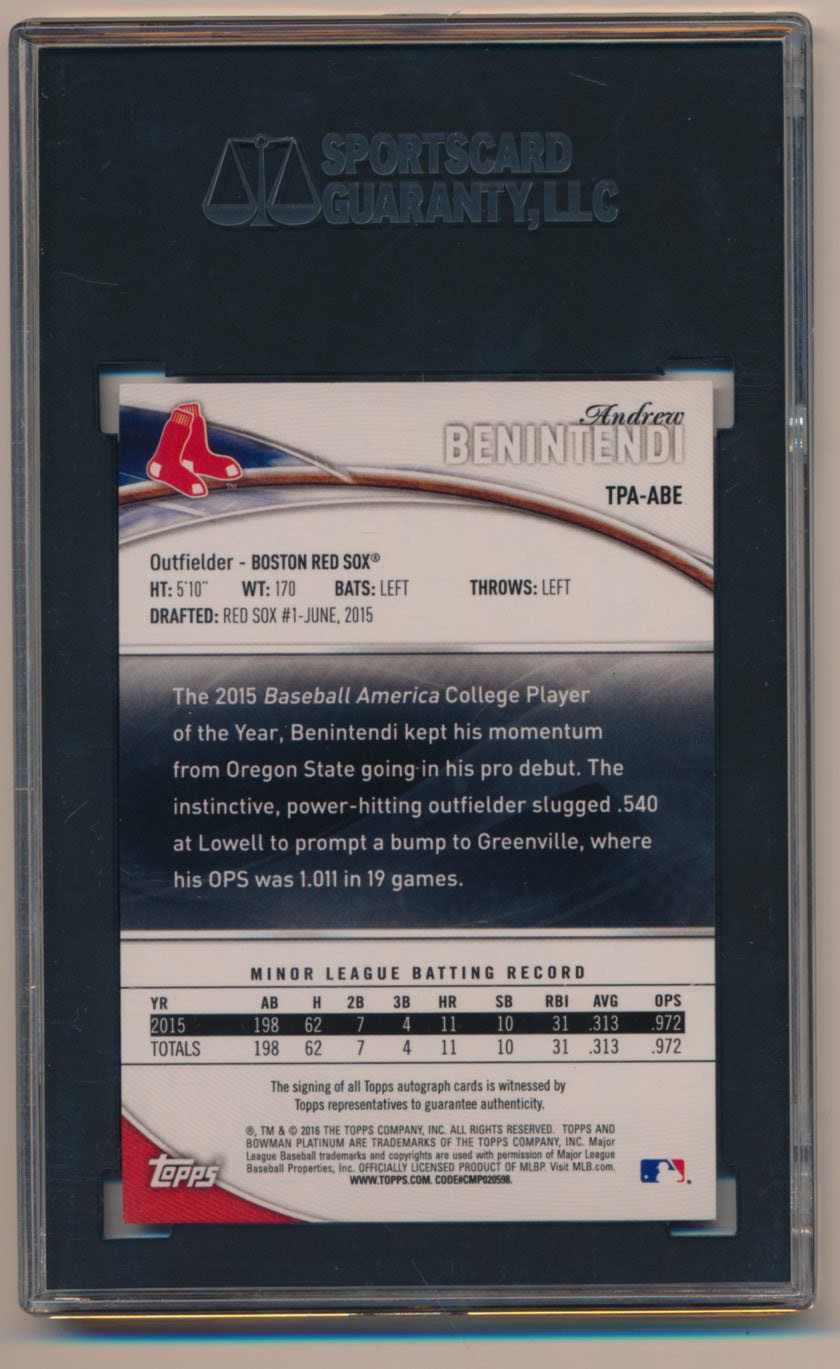 SPORTSCARD
GUARANTY, LLC
Andrew
BENINTENDI
TPA-ABE
TM
Outfielder - BOSTON RED SOX®
HT: 5'10" WT: 170 BATS: LEFT THROWS: LEFT
DRAFTED: RED SOX #1-JUNE, 2015
The 2015 Baseball America College Player
of the Year, Benintendi kept his momentum
from Oregon State going in his pro debut. The
instinctive, power-hitting outfielder slugged .540
at Lowell to prompt a bump to Greenville, where
his OPS was 1.011 in 19 games.
MINOR LEAGUE BATTING RECORD
YR AB H 2B 3B HR SB RBI AVG OPS
2015 198 62 7 4 11 10 31 .313 .972
TOTALS 198 62 7 4 11 10 31 .313 .972
The signing of all Topps autograph cards is witnessed by
Topps representatives to guarantee authenticity.
®, TM & © 2016 THE TOPPS COMPANY, INC. ALL RIGHTS RESERVED. TOPPS AND
BOWMAN PLATINUM ARE TRADEMARKS OF THE TOPPS COMPANY, INC. Major
League Baseball trademarks and copyrights are used with permission of Major League
Baseball Properties, Inc. OFFICIALLY LICENSED PRODUCT OF MLBP. Visit MLB.com.
WWW.TOPPS.COM. CODE#CMP020598.
topps